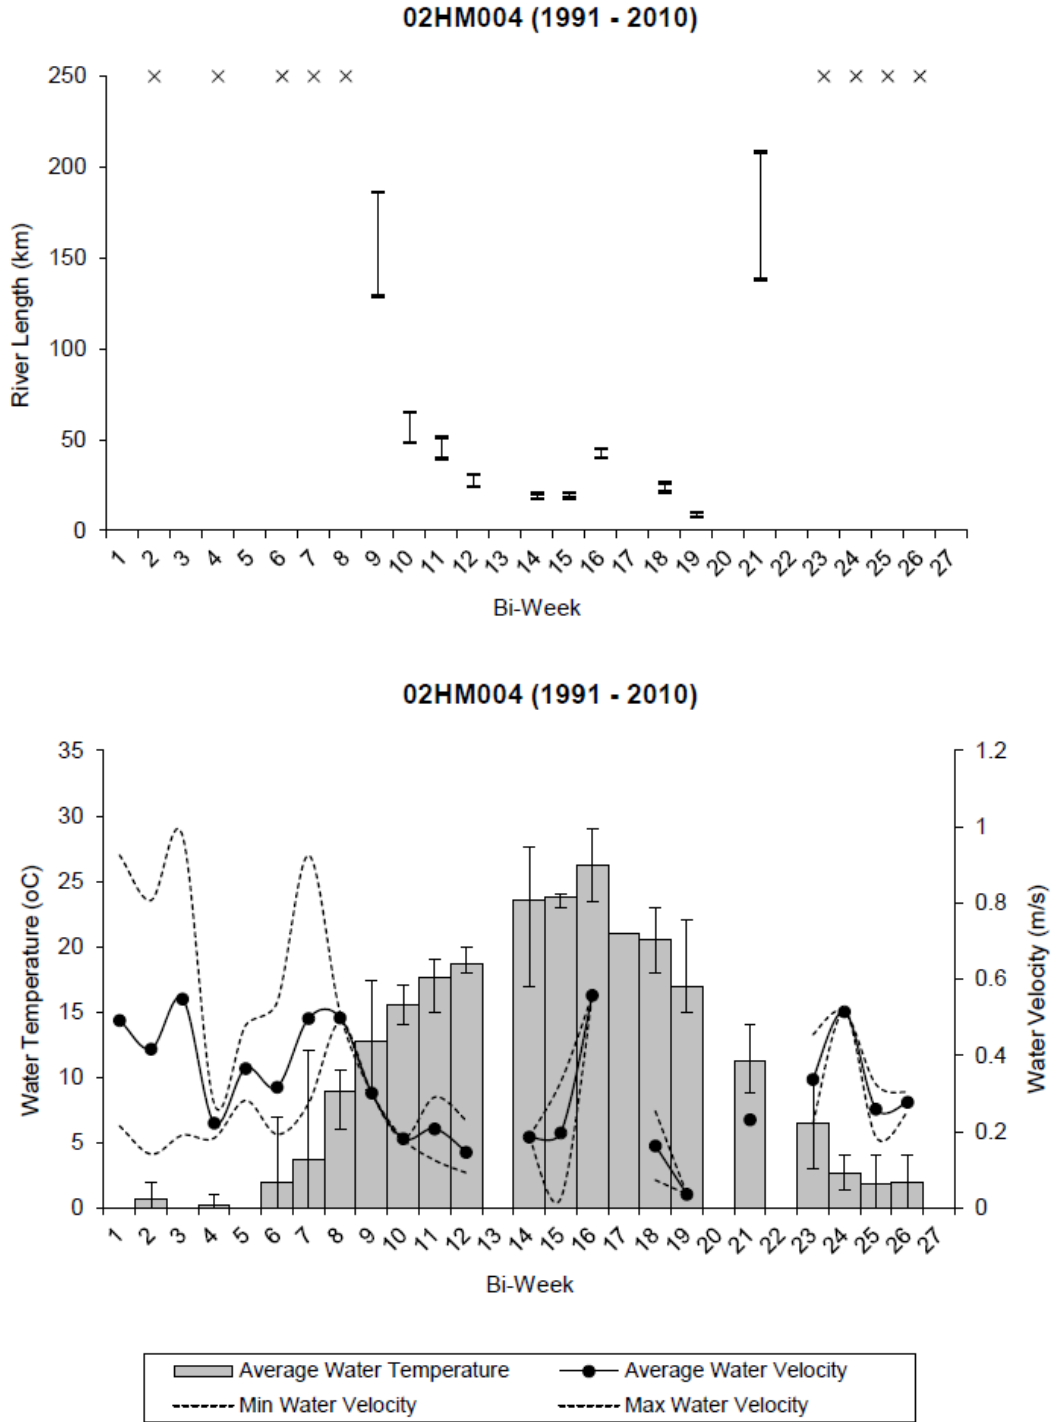 02HM004 (1991 - 2010)
250
200
150
100
50
0
River Length (km)
1 2 3 4 5 6 7 8 9 10 11 12 14 15 16 17 18 19 20 21 22 23 24 25 26 27
Bi-Week
02HM004 (1991 - 2010)
35
30
25
20
15
10
5
0
Water Temperature (oC)
1.2
1
0.8
0.6
0.4
0.2
0
Water Velocity (m/s)
1 2 3 4 5 6 7 8 9 10 11 12 13 14 15 16 17 18 19 20 21 22 23 24 25 26 27
Bi-Week
Average Water Temperature Average Water Velocity
Min Water Velocity Max Water Velocity